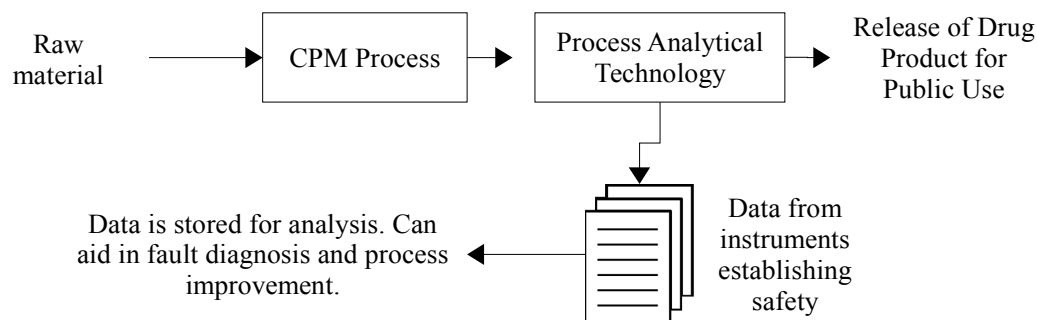 Raw
material
CPM Process
Process Analytical
Technology
Release of Drug
Product for
Public Use
Data is stored for analysis. Can
aid in fault diagnosis and process
improvement.
Data from
instruments
establishing
safety